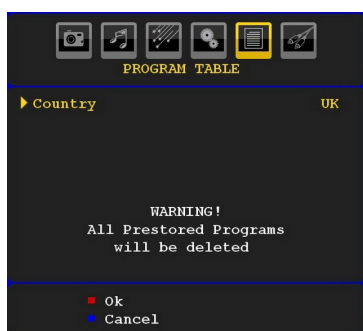 PROGRAM TABLE
Country UK
WARNING!
All Prestored Programs
will be deleted
Ok
Cancel